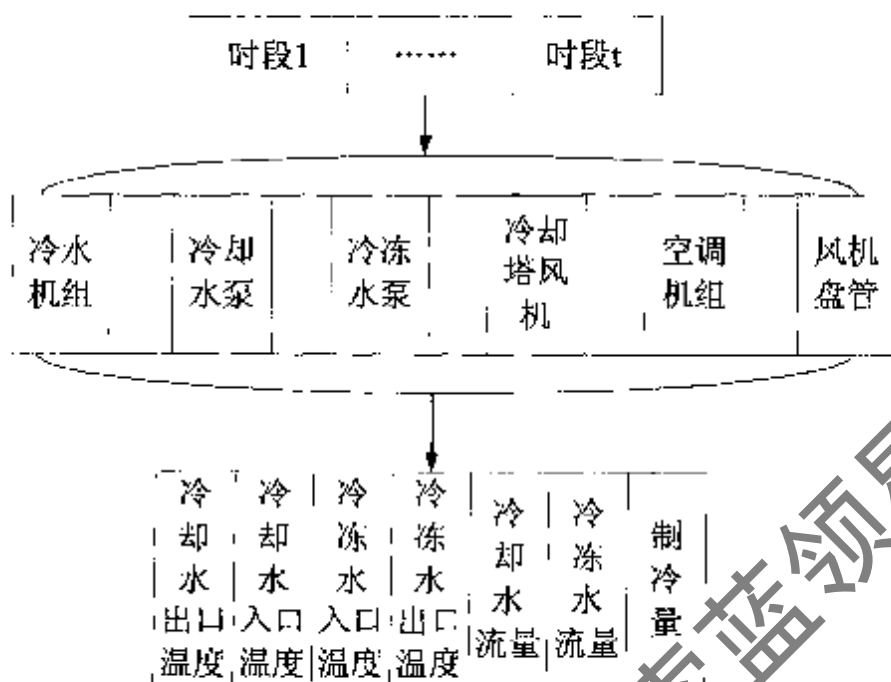 时段1 …… 时段t
冷水机组
冷却水泵
冷冻水泵
冷却塔风机
空调机组
风机盘管
冷却水出口温度
冷却水入口温度
冷冻水入口温度
冷冻水出口温度
冷却水流量
冷冻水流量
制冷量
蓝领